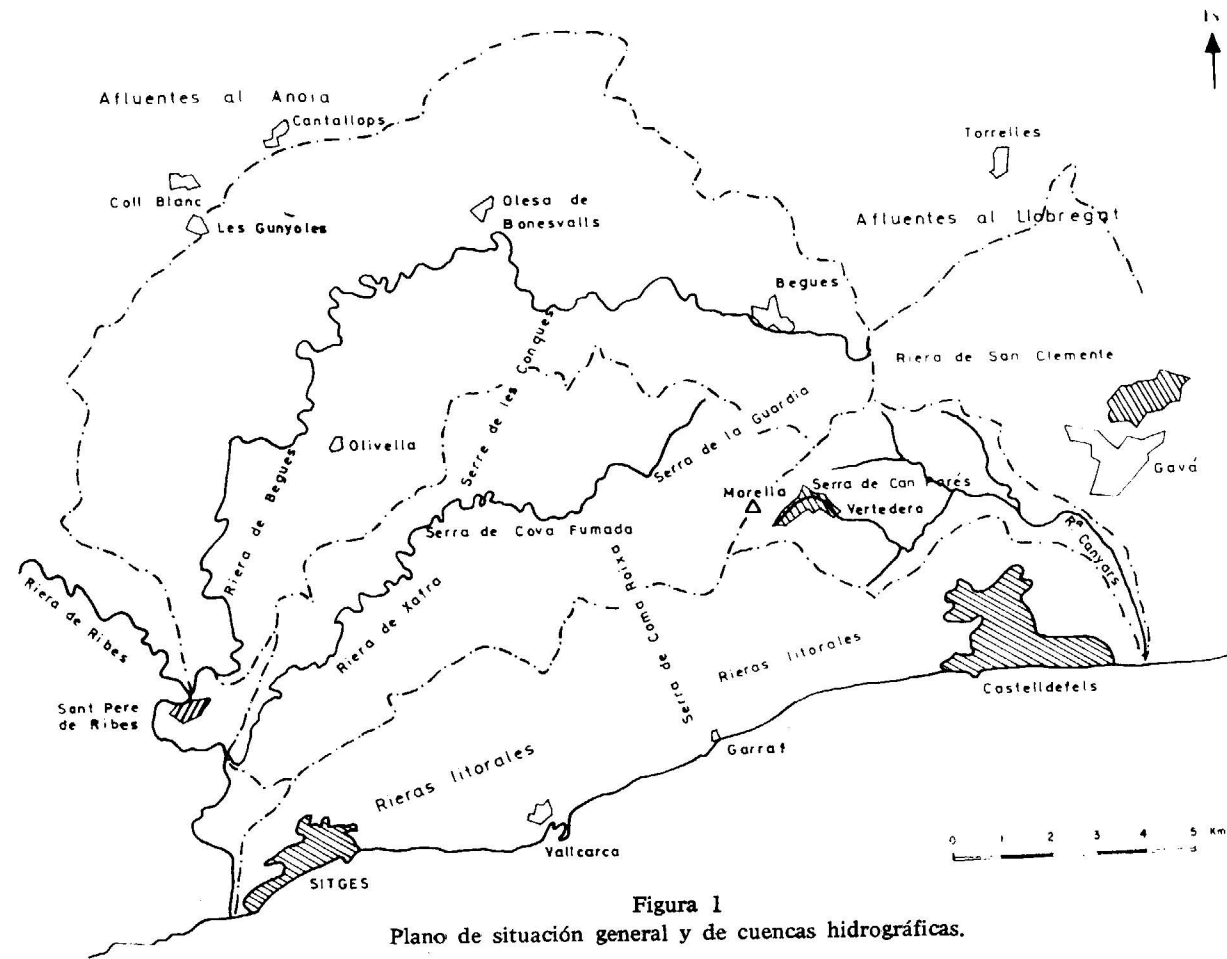 Afluentes al Anoia
Cantallops
Torrelles
Coll Blanc
Les Gunyoles
Olesa de
Bonesvalls
Afluentes al Llobregat
Begues
Riera de San Clemente
Serre de les Conques
Serra de la Guardia
Olivella
Riera de Begues
Gavá
Morella
Serra de Can Parés
Vertedero
Serra de Cova Fumada
Rª Canyars
Riera de Ribes
Riera de Xafra
Serra de Coma Roixa
Rieras litorales
Castelldefels
Sant Pere
de Ribes
Garraf
Rieras litorales
Vallcarca
SITGES
0 1 2 3 4 5 Km
Figura 1
Plano de situación general y de cuencas hidrográficas.